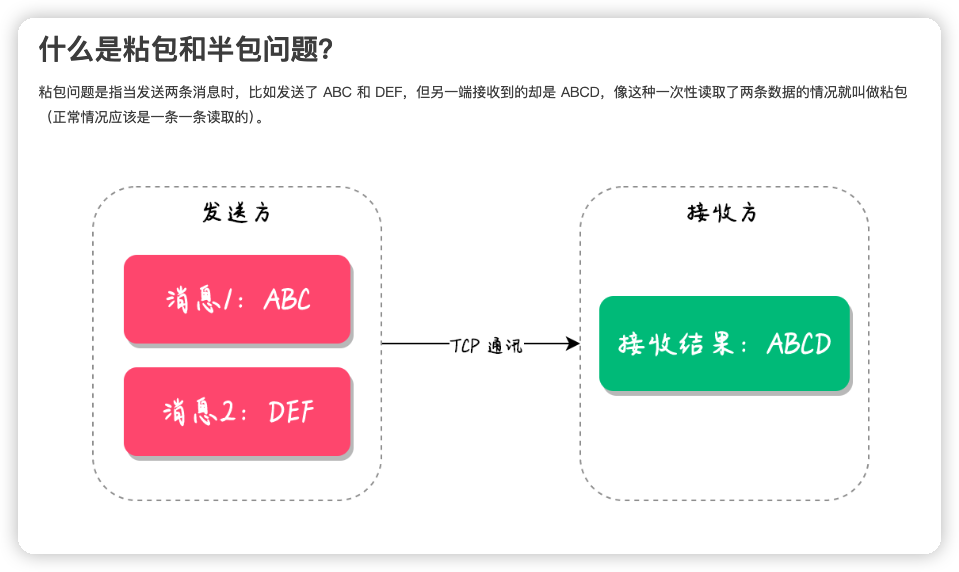 什么是粘包和半包问题？
粘包问题是指当发送两条消息时，比如发送了 ABC 和 DEF，但另一端接收到的却是 ABCD，像这种一次性读取了两条数据的情况就叫做粘包
（正常情况应该是一条一条读取的）。
发送方
消息1：ABC
消息2：DEF
TCP 通讯
接收方
接收结果：ABCD